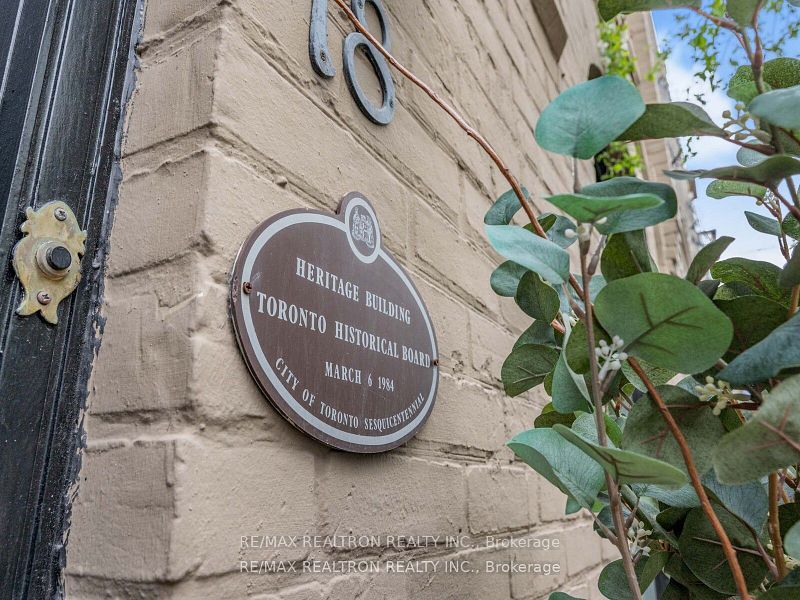 18
HERITAGE BUILDING
TORONTO HISTORICAL BOARD
MARCH 6 1984
CITY OF TORONTO SESQUICENTENNIAL
RE/MAX REALTRON REALTY INC., Brokerage
RE/MAX REALTRON REALTY INC., Brokerage